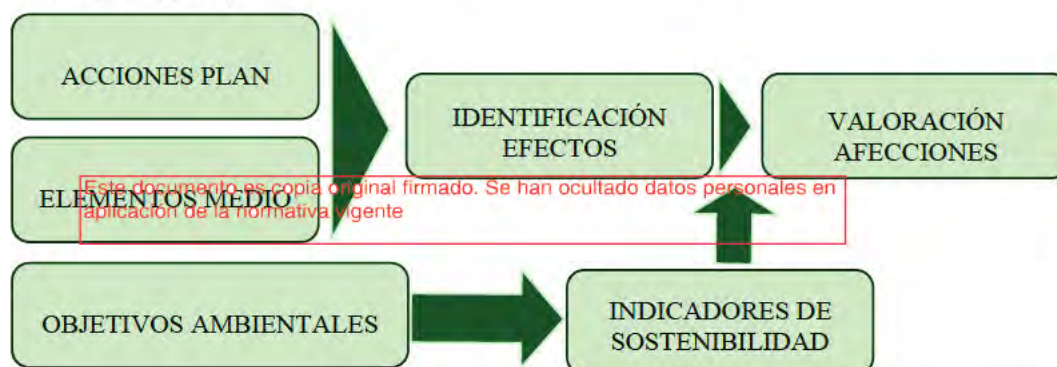 ACCIONES PLAN
IDENTIFICACIÓN
EFECTOS
VALORACIÓN
AFECCIONES
ELEMENTOS MEDIO
Este documento es copia original firmado. Se han ocultado datos personales en
aplicación de la normativa vigente
OBJETIVOS AMBIENTALES
INDICADORES DE
SOSTENIBILIDAD